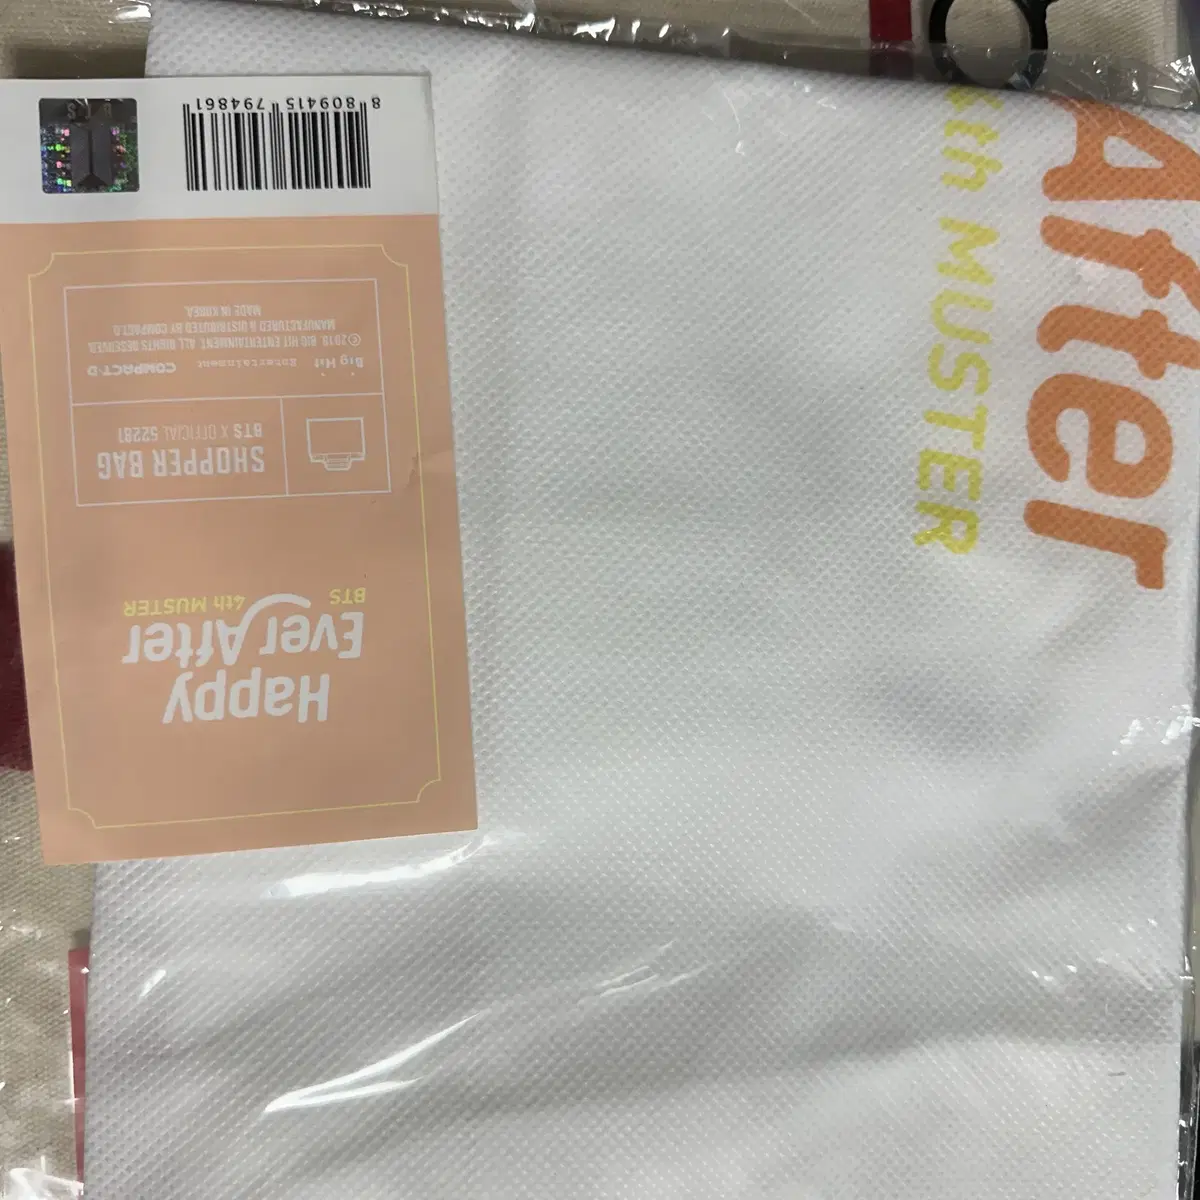 Happy
Ever After
BTS 4th MUSTER
SHOPPER BAG
BTS X OFFICIAL 52281
Big Hit Entertainment COMPACT-D
©2018. BIG HIT ENTERTAINMENT. ALL RIGHTS RESERVED.
MANUFACTURED & DISTRIBUTED BY COMPACT.D
MADE IN KOREA.
8 809415 794861
After
4th MUSTER